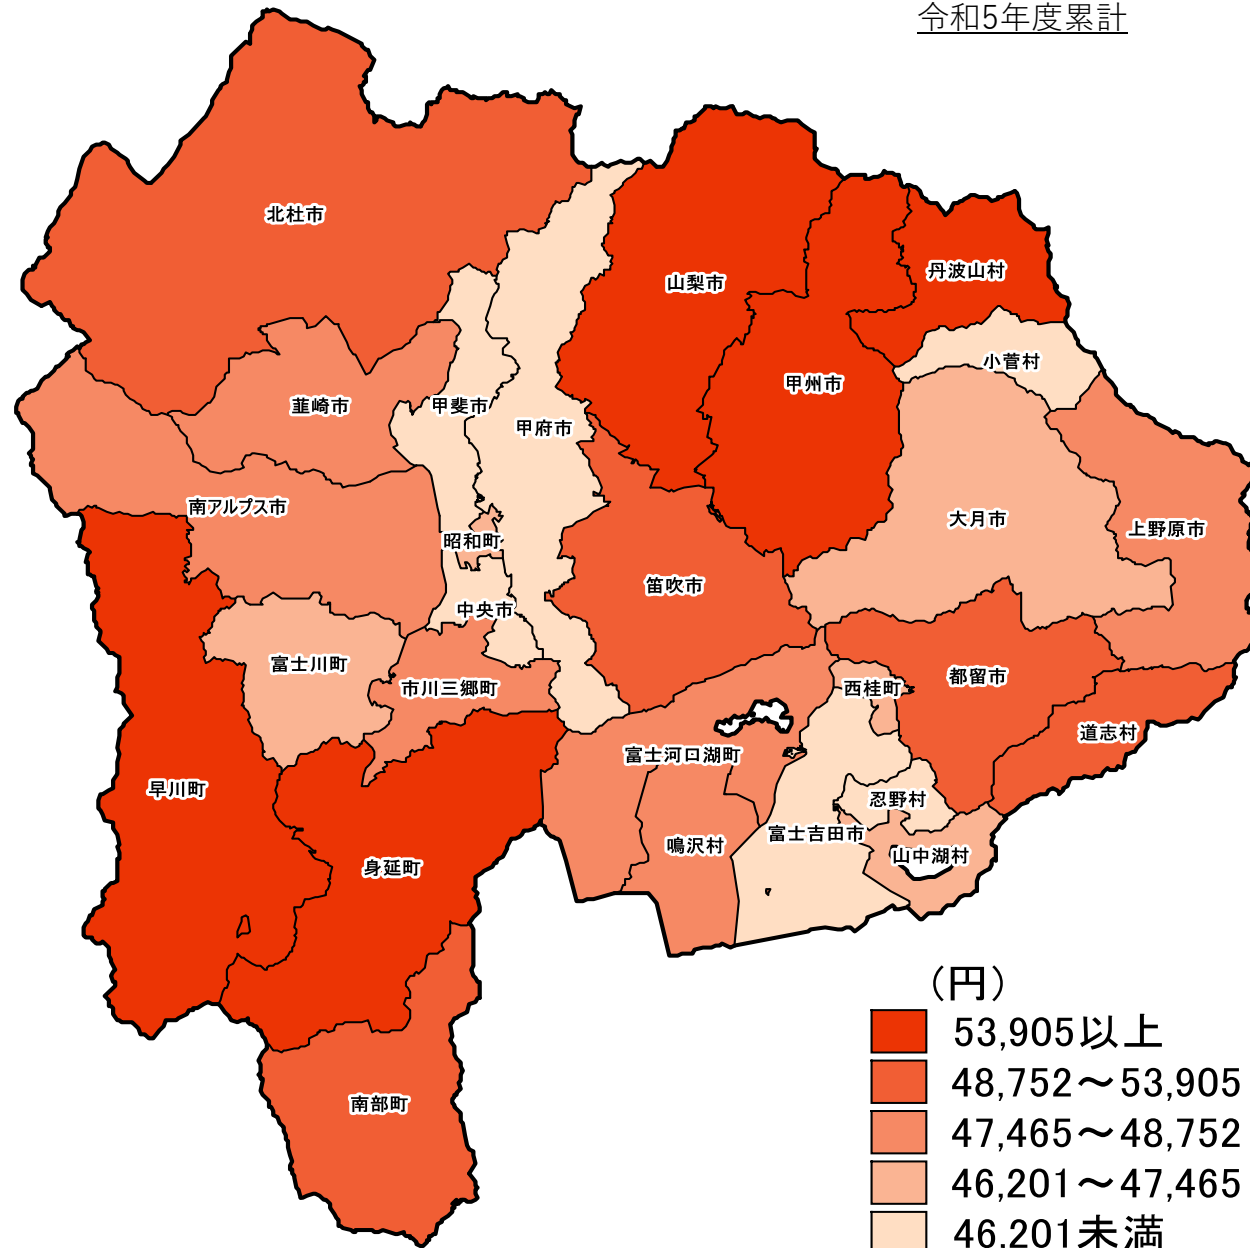 令和5年度累計
北杜市
丹波山村
山梨市
小菅村
甲州市
韮崎市
甲斐市
甲府市
南アルプス市
大月市
上野原市
昭和町
笛吹市
中央市
富士川町
都留市
市川三郷町
西桂町
道志村
富士河口湖町
早川町
忍野村
富士吉田市
鳴沢村
山中湖村
身延町
南部町
(円)
53,905以上
48,752～53,905
47,465～48,752
46,201～47,465
46,201未満